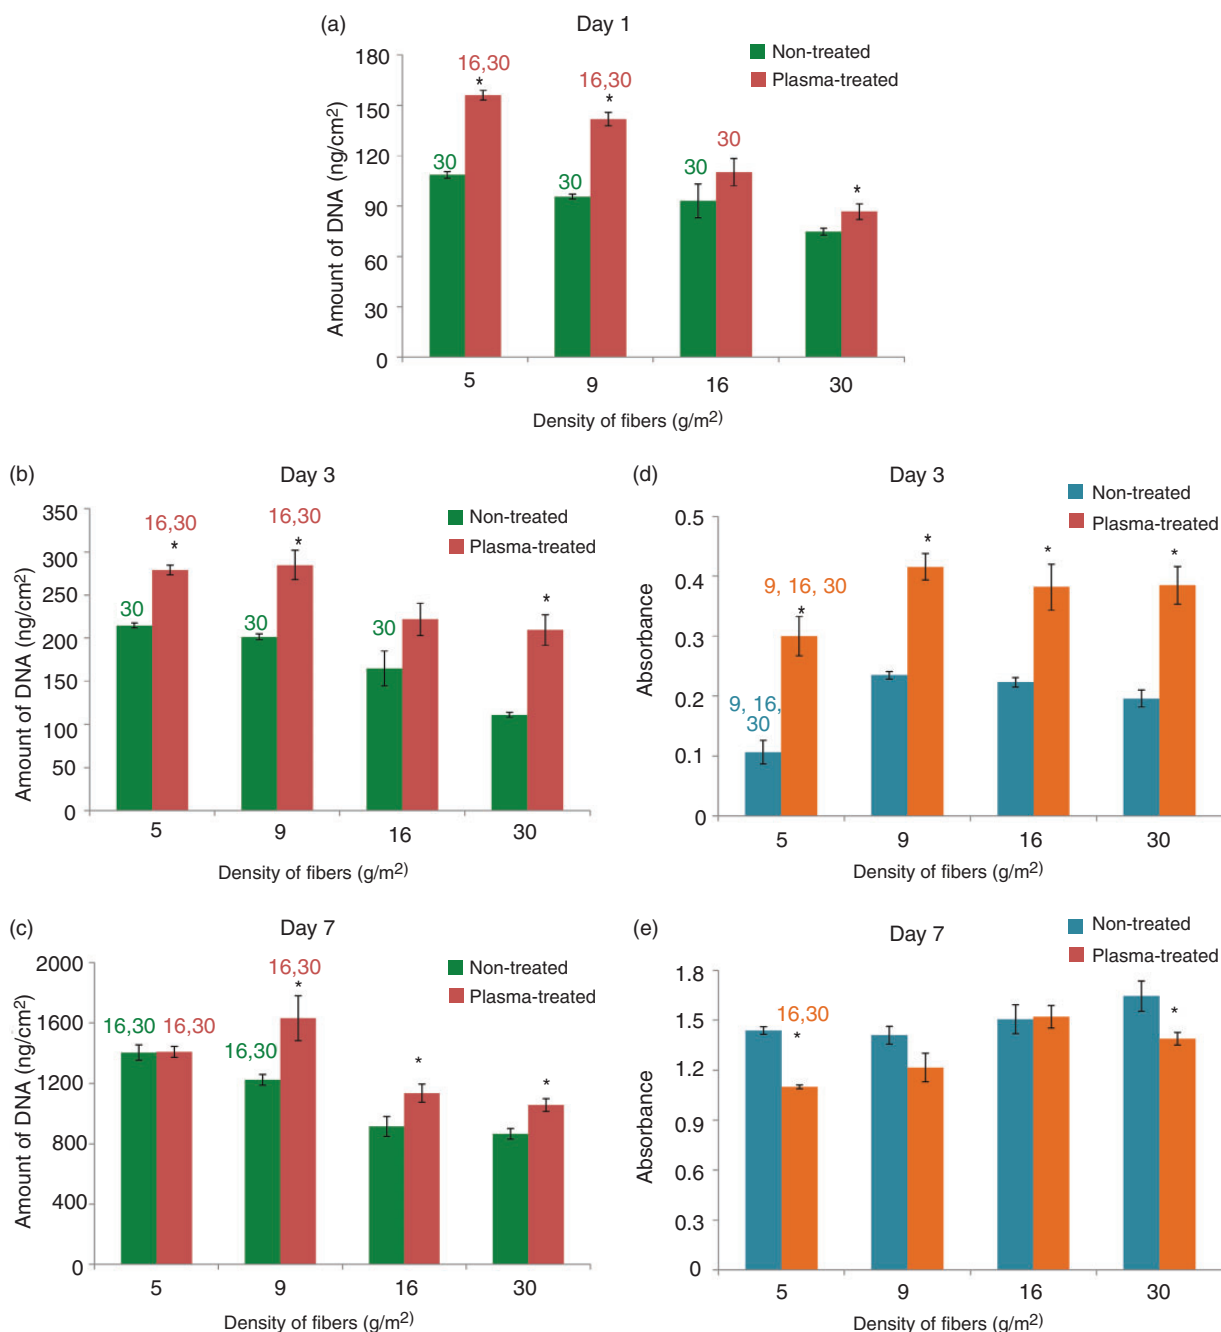 (a)
Day 1
Non-treated
Plasma-treated
Amount of DNA (ng/cm²)
180
150
120
90
60
30
0
30
16,30
*
30
16,30
*
30
30
*
5
9
16
30
Density of fibers (g/m²)
(b)
Day 3
Non-treated
Plasma-treated
Amount of DNA (ng/cm²)
350
300
250
200
150
100
50
0
30
16,30
*
30
16,30
*
30
*
5
9
16
30
Density of fibers (g/m²)
(d)
Day 3
Non-treated
Plasma-treated
Absorbance
0.5
0.4
0.3
0.2
0.1
0
9, 16,
30
9, 16, 30
*
*
*
*
5
9
16
30
Density of fibers (g/m²)
(c)
Day 7
Non-treated
Plasma-treated
Amount of DNA (ng/cm²)
2000
1600
1200
800
400
0
16,30
16,30
16,30
16,30
*
*
*
5
9
16
30
Density of fibers (g/m²)
(e)
Day 7
Non-treated
Plasma-treated
Absorbance
1.8
1.5
1.2
0.9
0.6
0.3
0
16,30
*
*
5
9
16
30
Density of fibers (g/m²)